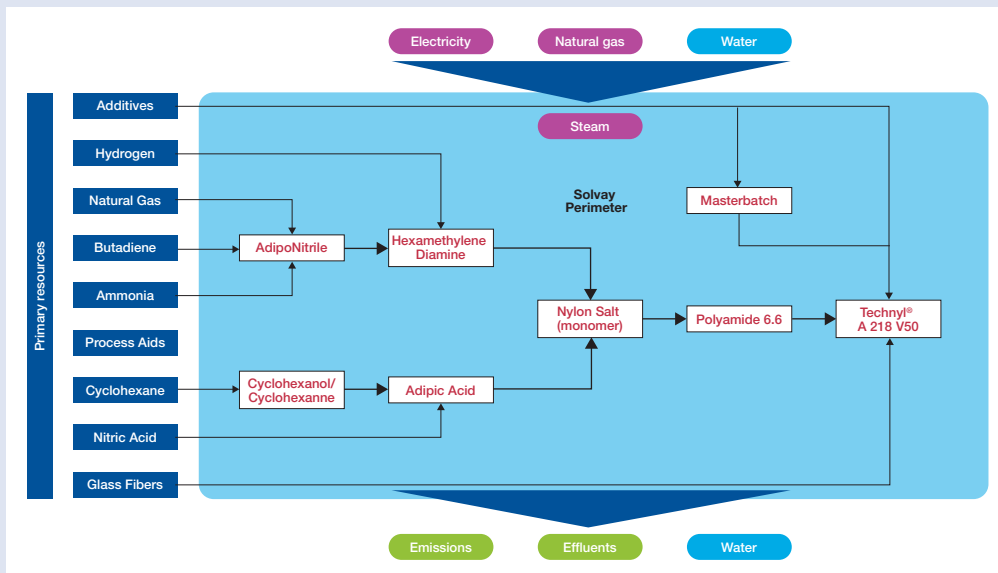 Electricity
Natural gas
Water
Primary resources
Additives
Steam
Hydrogen
Solvay
Perimeter
Natural Gas
Masterbatch
Butadiene
AdipoNitrile
Hexamethylene
Diamine
Ammonia
Nylon Salt
(monomer)
Polyamide 6.6
Technyl®
A 218 V50
Process Aids
Cyclohexane
Cyclohexanol/
Cyclohexanne
Adipic Acid
Nitric Acid
Glass Fibers
Emissions
Effluents
Water